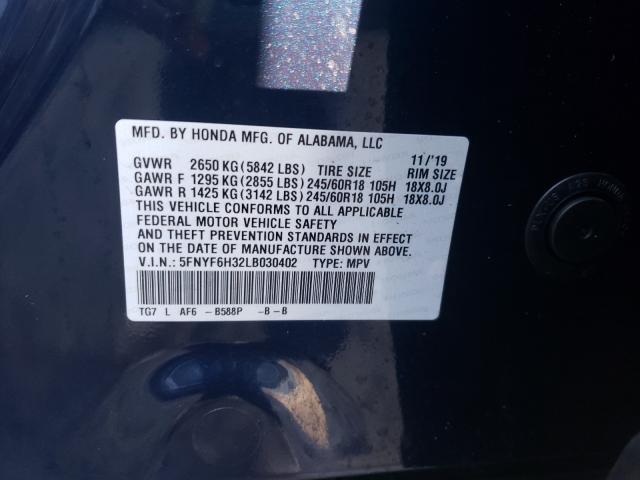 MFD. BY HONDA MFG. OF ALABAMA, LLC
11/'19
GVWR 2650 KG (5842 LBS) TIRE SIZE RIM SIZE
GAWR F 1295 KG (2855 LBS) 245/60R18 105H 18X8.0J
GAWR R 1425 KG (3142 LBS) 245/60R18 105H 18X8.0J
THIS VEHICLE CONFORMS TO ALL APPLICABLE
FEDERAL MOTOR VEHICLE SAFETY
AND THEFT PREVENTION STANDARDS IN EFFECT
ON THE DATE OF MANUFACTURE SHOWN ABOVE.
V.I.N.: 5FNYF6H32LB030402 TYPE: MPV
TG7 L AF6 -B588P -B-B